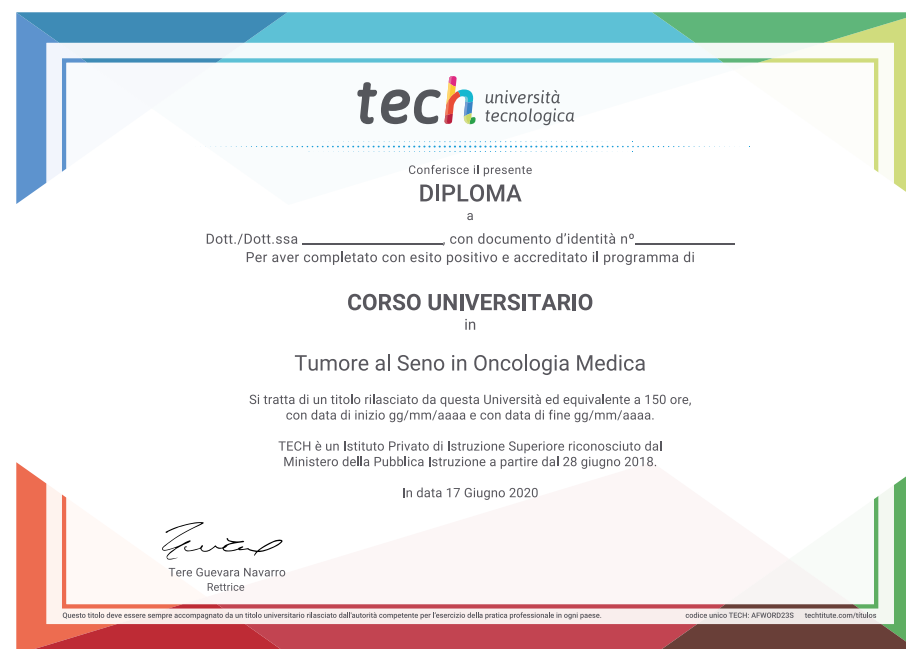 tech università
tecnologica
Conferisce il presente
DIPLOMA
a
Dott./Dott.ssa ____________________, con documento d'identità nº______________
Per aver completato con esito positivo e accreditato il programma di
CORSO UNIVERSITARIO
in
Tumore al Seno in Oncologia Medica
Si tratta di un titolo rilasciato da questa Università ed equivalente a 150 ore,
con data di inizio gg/mm/aaaa e con data di fine gg/mm/aaaa.
TECH è un Istituto Privato di Istruzione Superiore riconosciuto dal
Ministero della Pubblica Istruzione a partire dal 28 giugno 2018.
In data 17 Giugno 2020
Tere Guevara Navarro
Rettrice
Questo titolo deve essere sempre accompagnato da un titolo universitario rilasciato dall'autorità competente per l'esercizio della pratica professionale in ogni paese. codice unico TECH: AFWORD23S techtitute.com/titulos